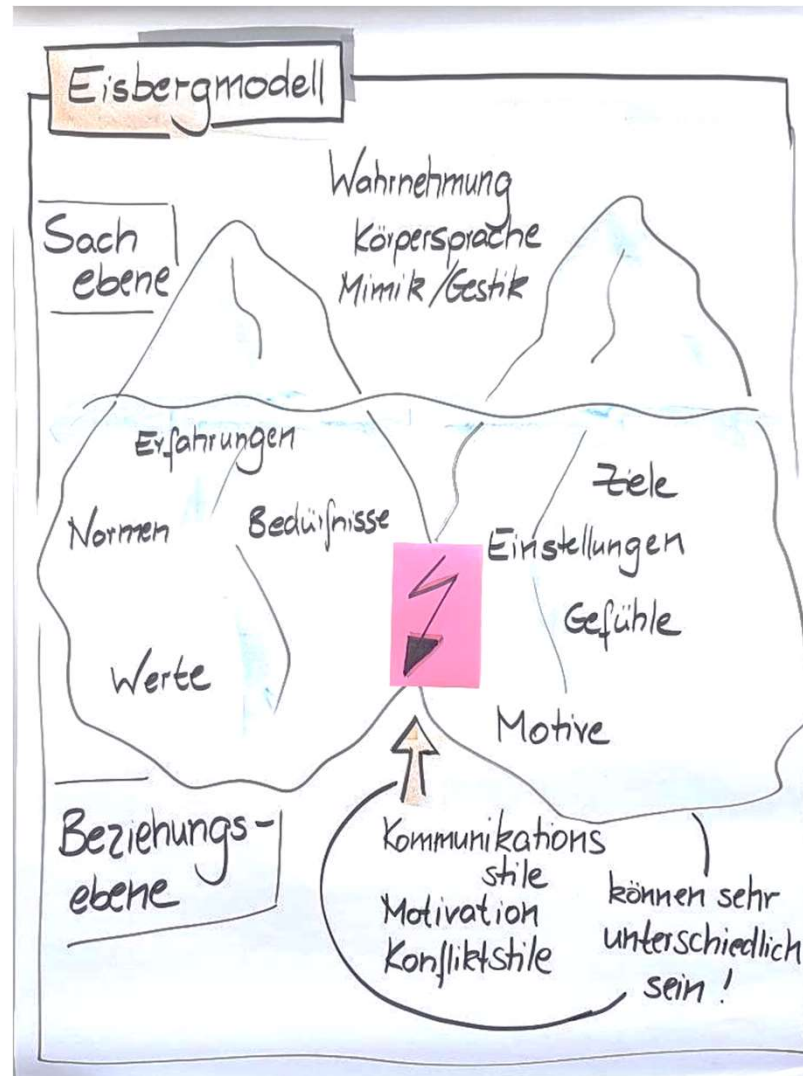 Eisbergmodell
Wahrnehmung
Körpersprache
Mimik/Gestik
Sach
ebene
Erfahrungen
Normen
Bedürfnisse
Werte
Ziele
Einstellungen
Gefühle
Motive
Beziehungs-
ebene
Kommunikations
stile
Motivation
Konfliktstile
können sehr
unterschiedlich
sein !